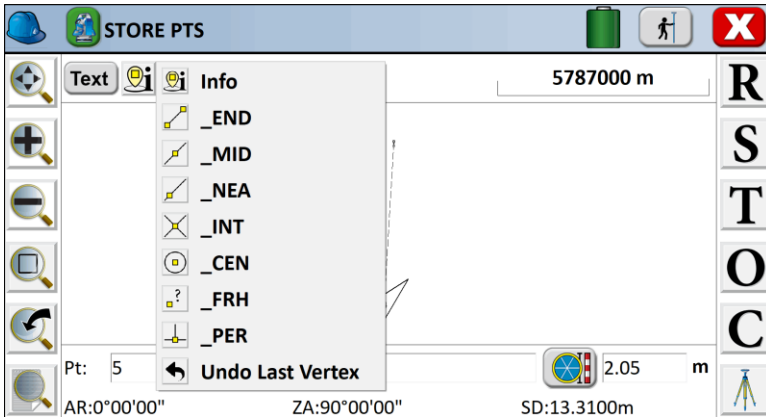 STORE PTS
X
Text i i Info 5787000 m R
_END
_MID S
_NEA T
_INT
_CEN O
? _FRH
_PER C
Pt: 5 Undo Last Vertex 2.05 m
AR:0°00'00" ZA:90°00'00" SD:13.3100m